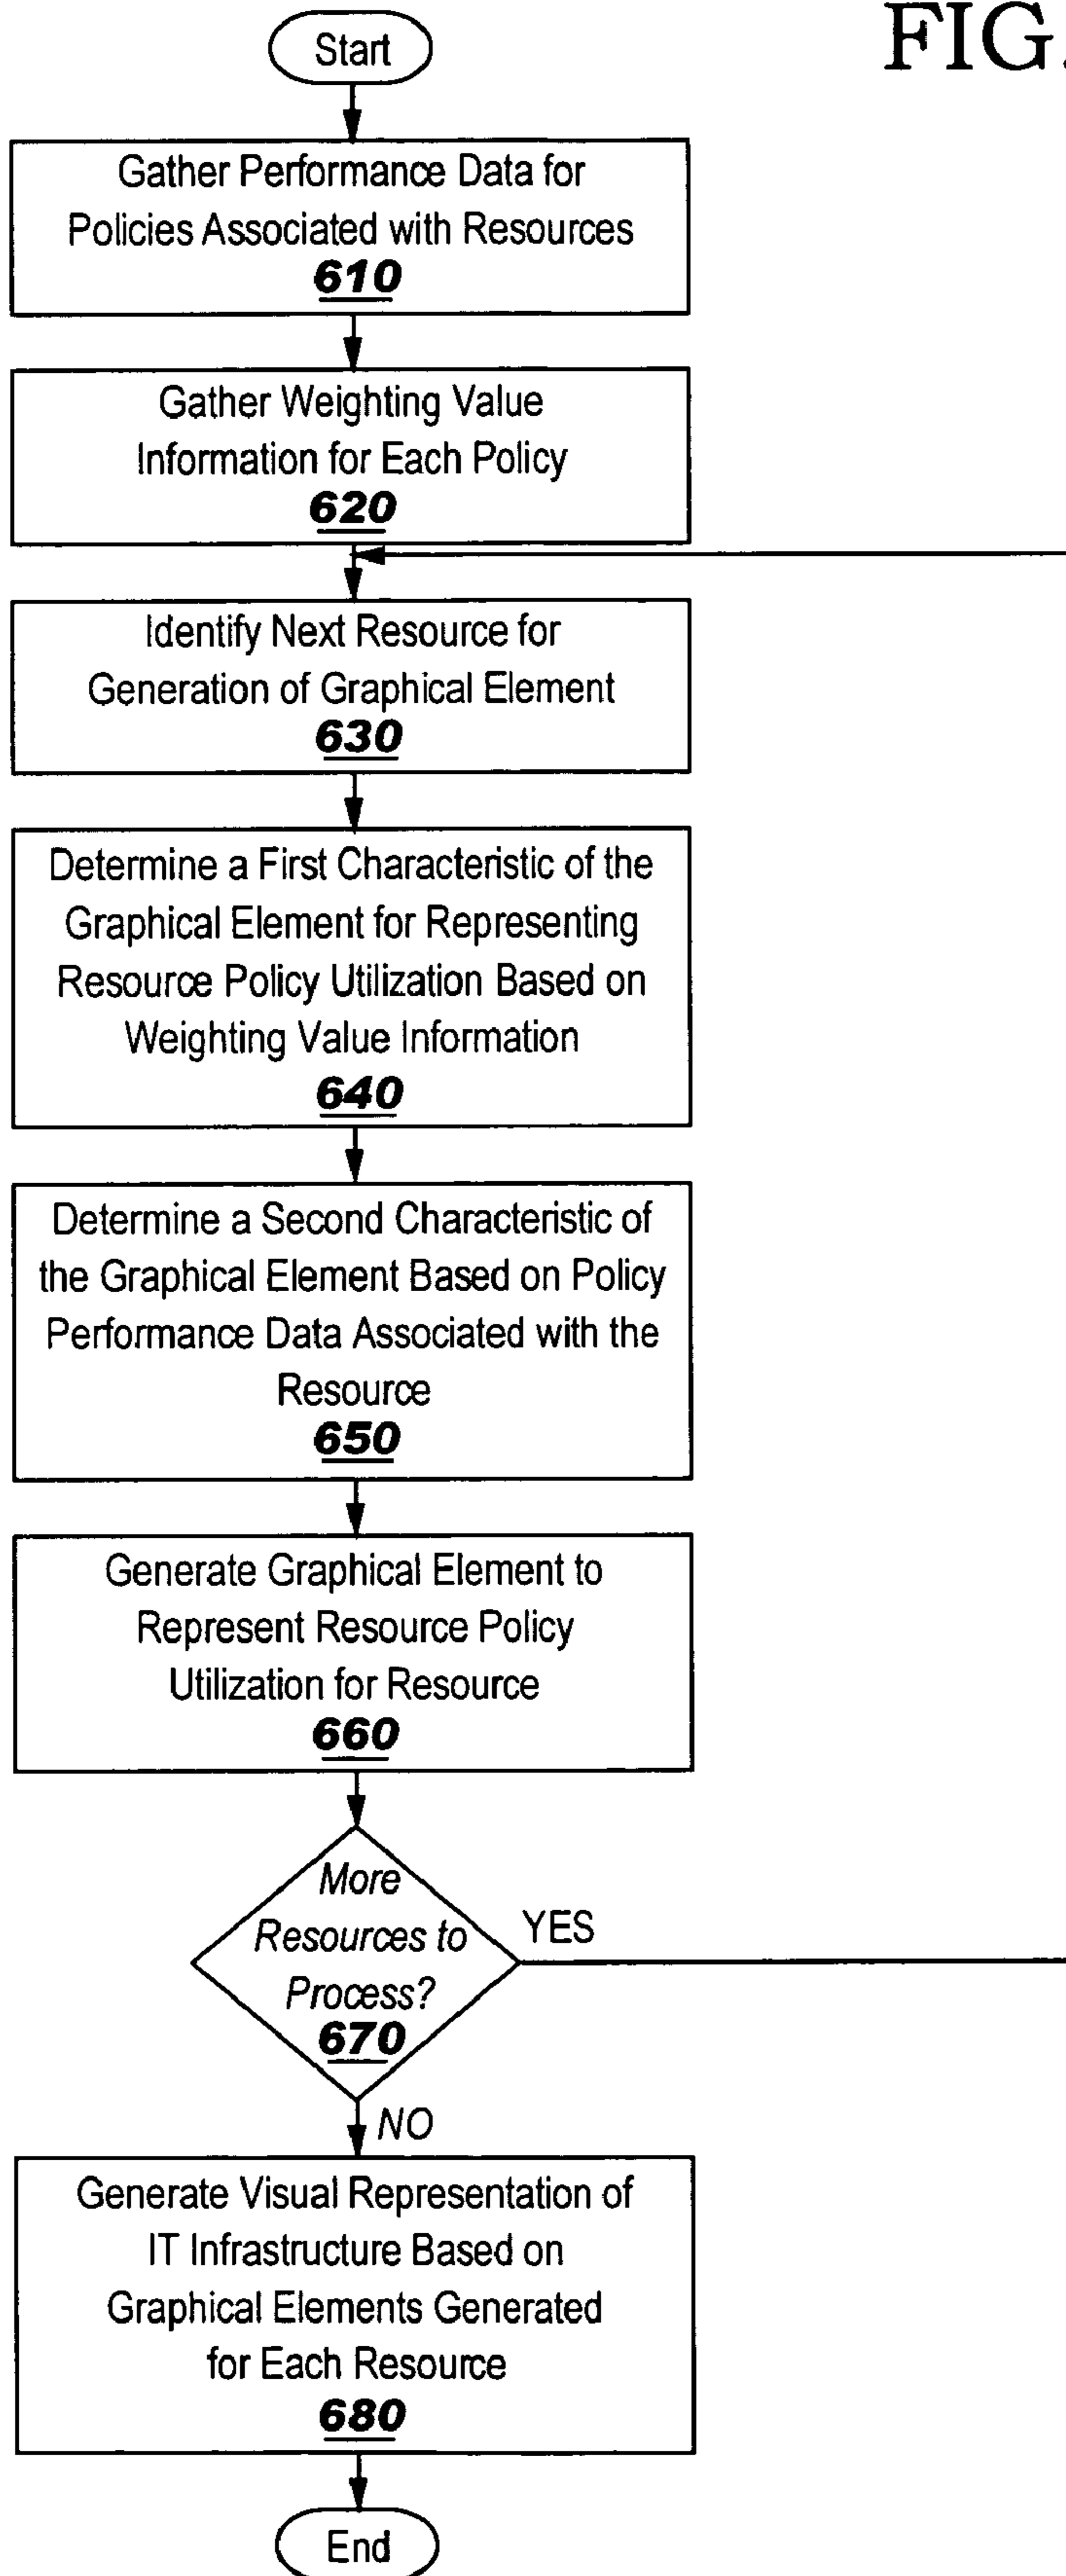 FIG.
Start
Gather Performance Data for
Policies Associated with Resources
610
Gather Weighting Value
Information for Each Policy
620
Identify Next Resource for
Generation of Graphical Element
630
Determine a First Characteristic of the
Graphical Element for Representing
Resource Policy Utilization Based on
Weighting Value Information
640
Determine a Second Characteristic of
the Graphical Element Based on Policy
Performance Data Associated with the
Resource
650
Generate Graphical Element to
Represent Resource Policy
Utilization for Resource
660
More
Resources to
Process?
670
YES
NO
Generate Visual Representation of
IT Infrastructure Based on
Graphical Elements Generated
for Each Resource
680
End